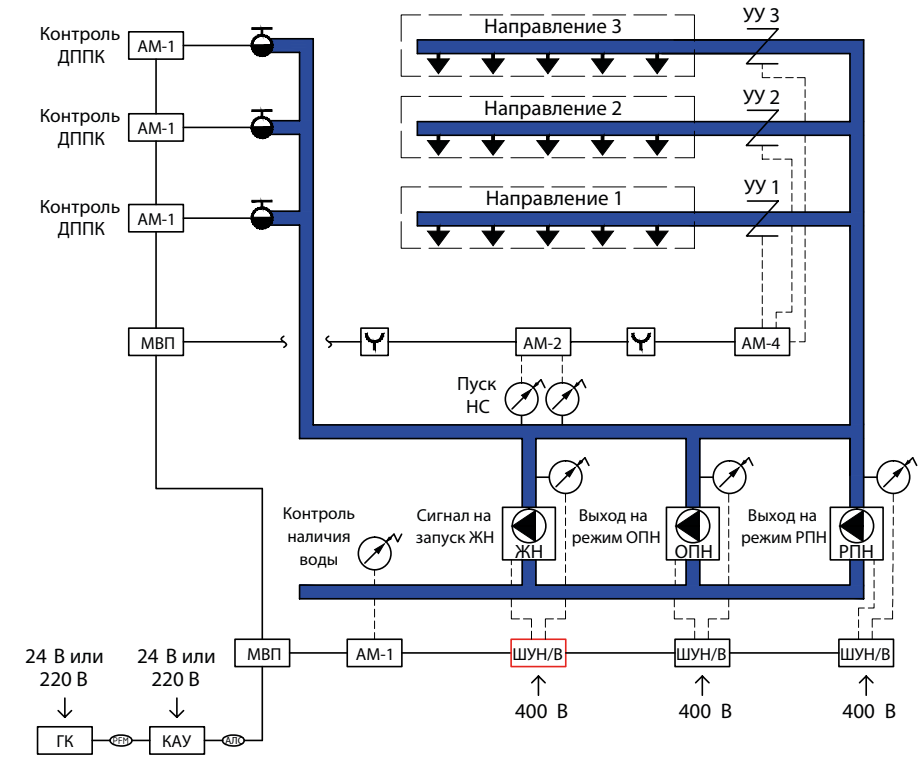 Контроль
ДППК
АМ-1
Направление 3
УУ 3
Контроль
ДППК
АМ-1
Направление 2
УУ 2
Контроль
ДППК
АМ-1
Направление 1
УУ 1
МВП
АМ-2
АМ-4
Пуск
НС
Контроль
наличия
воды
Сигнал на
запуск ЖН
ЖН
Выход на
режим ОПН
ОПН
Выход на
режим РПН
РПН
МВП
АМ-1
ШУН/В
ШУН/В
ШУН/В
24 В или
220 В
24 В или
220 В
400 В
400 В
400 В
ГК
PFM
КАУ
АЛС